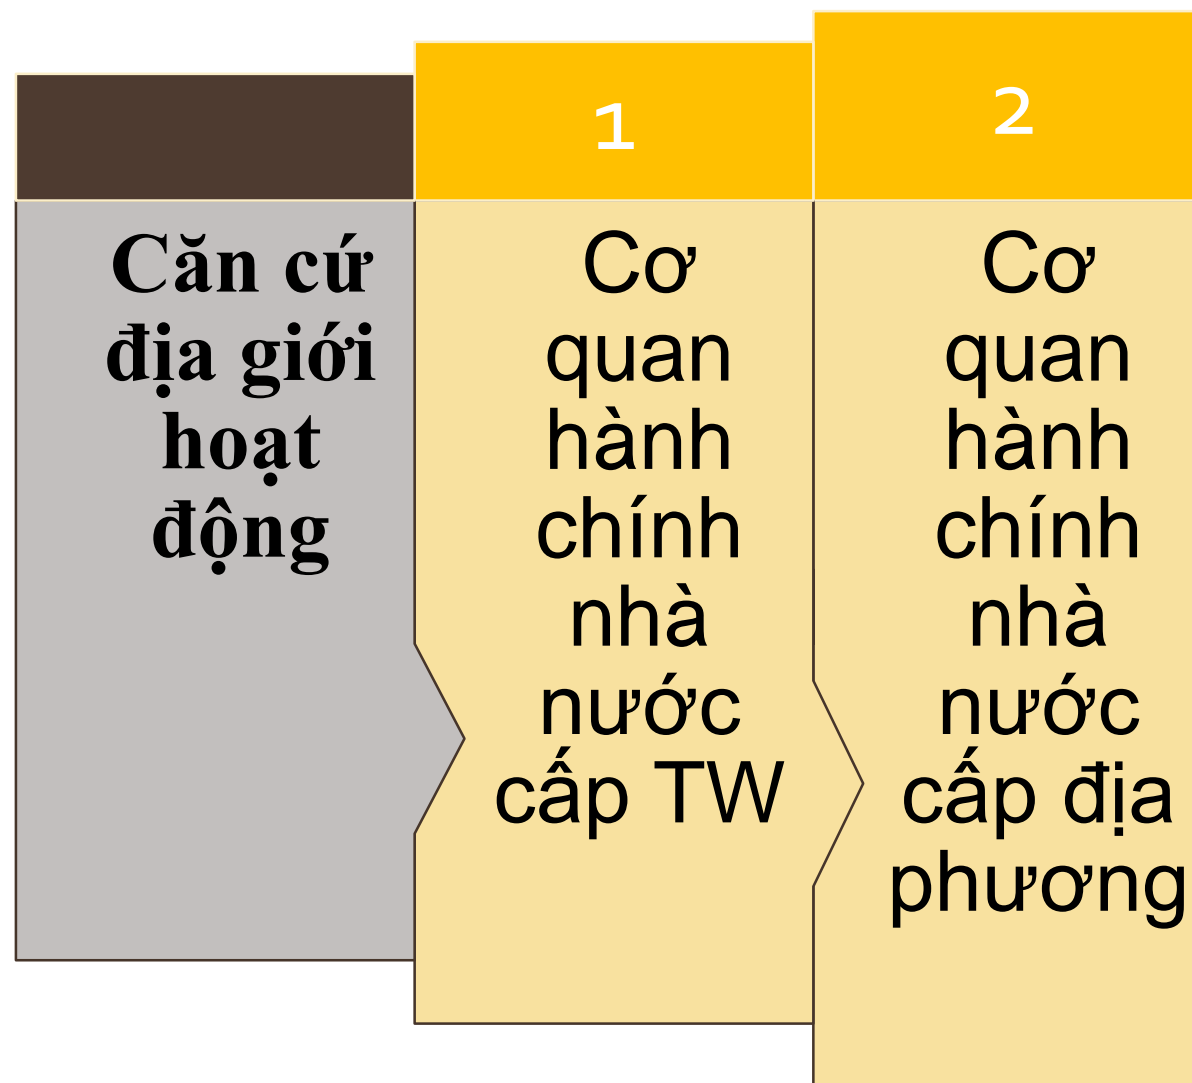 Căn cứ
địa giới
hoạt
động
1
Cơ
quan
hành
chính
nhà
nước
cấp TW
2
Cơ
quan
hành
chính
nhà
nước
cấp địa
phương